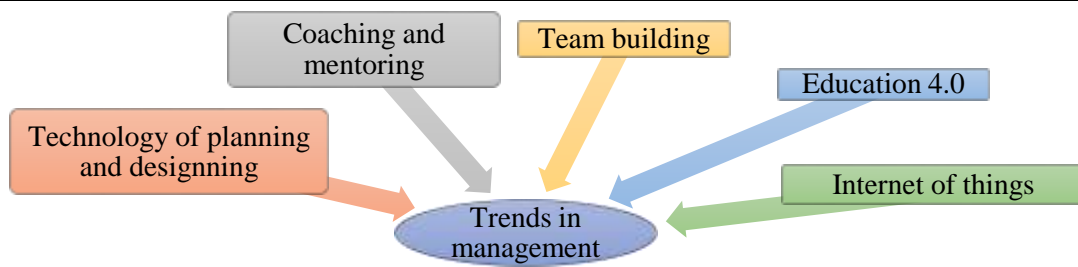 Coaching and
mentoring
Team building
Education 4.0
Technology of planning
and designning
Internet of things
Trends in
management